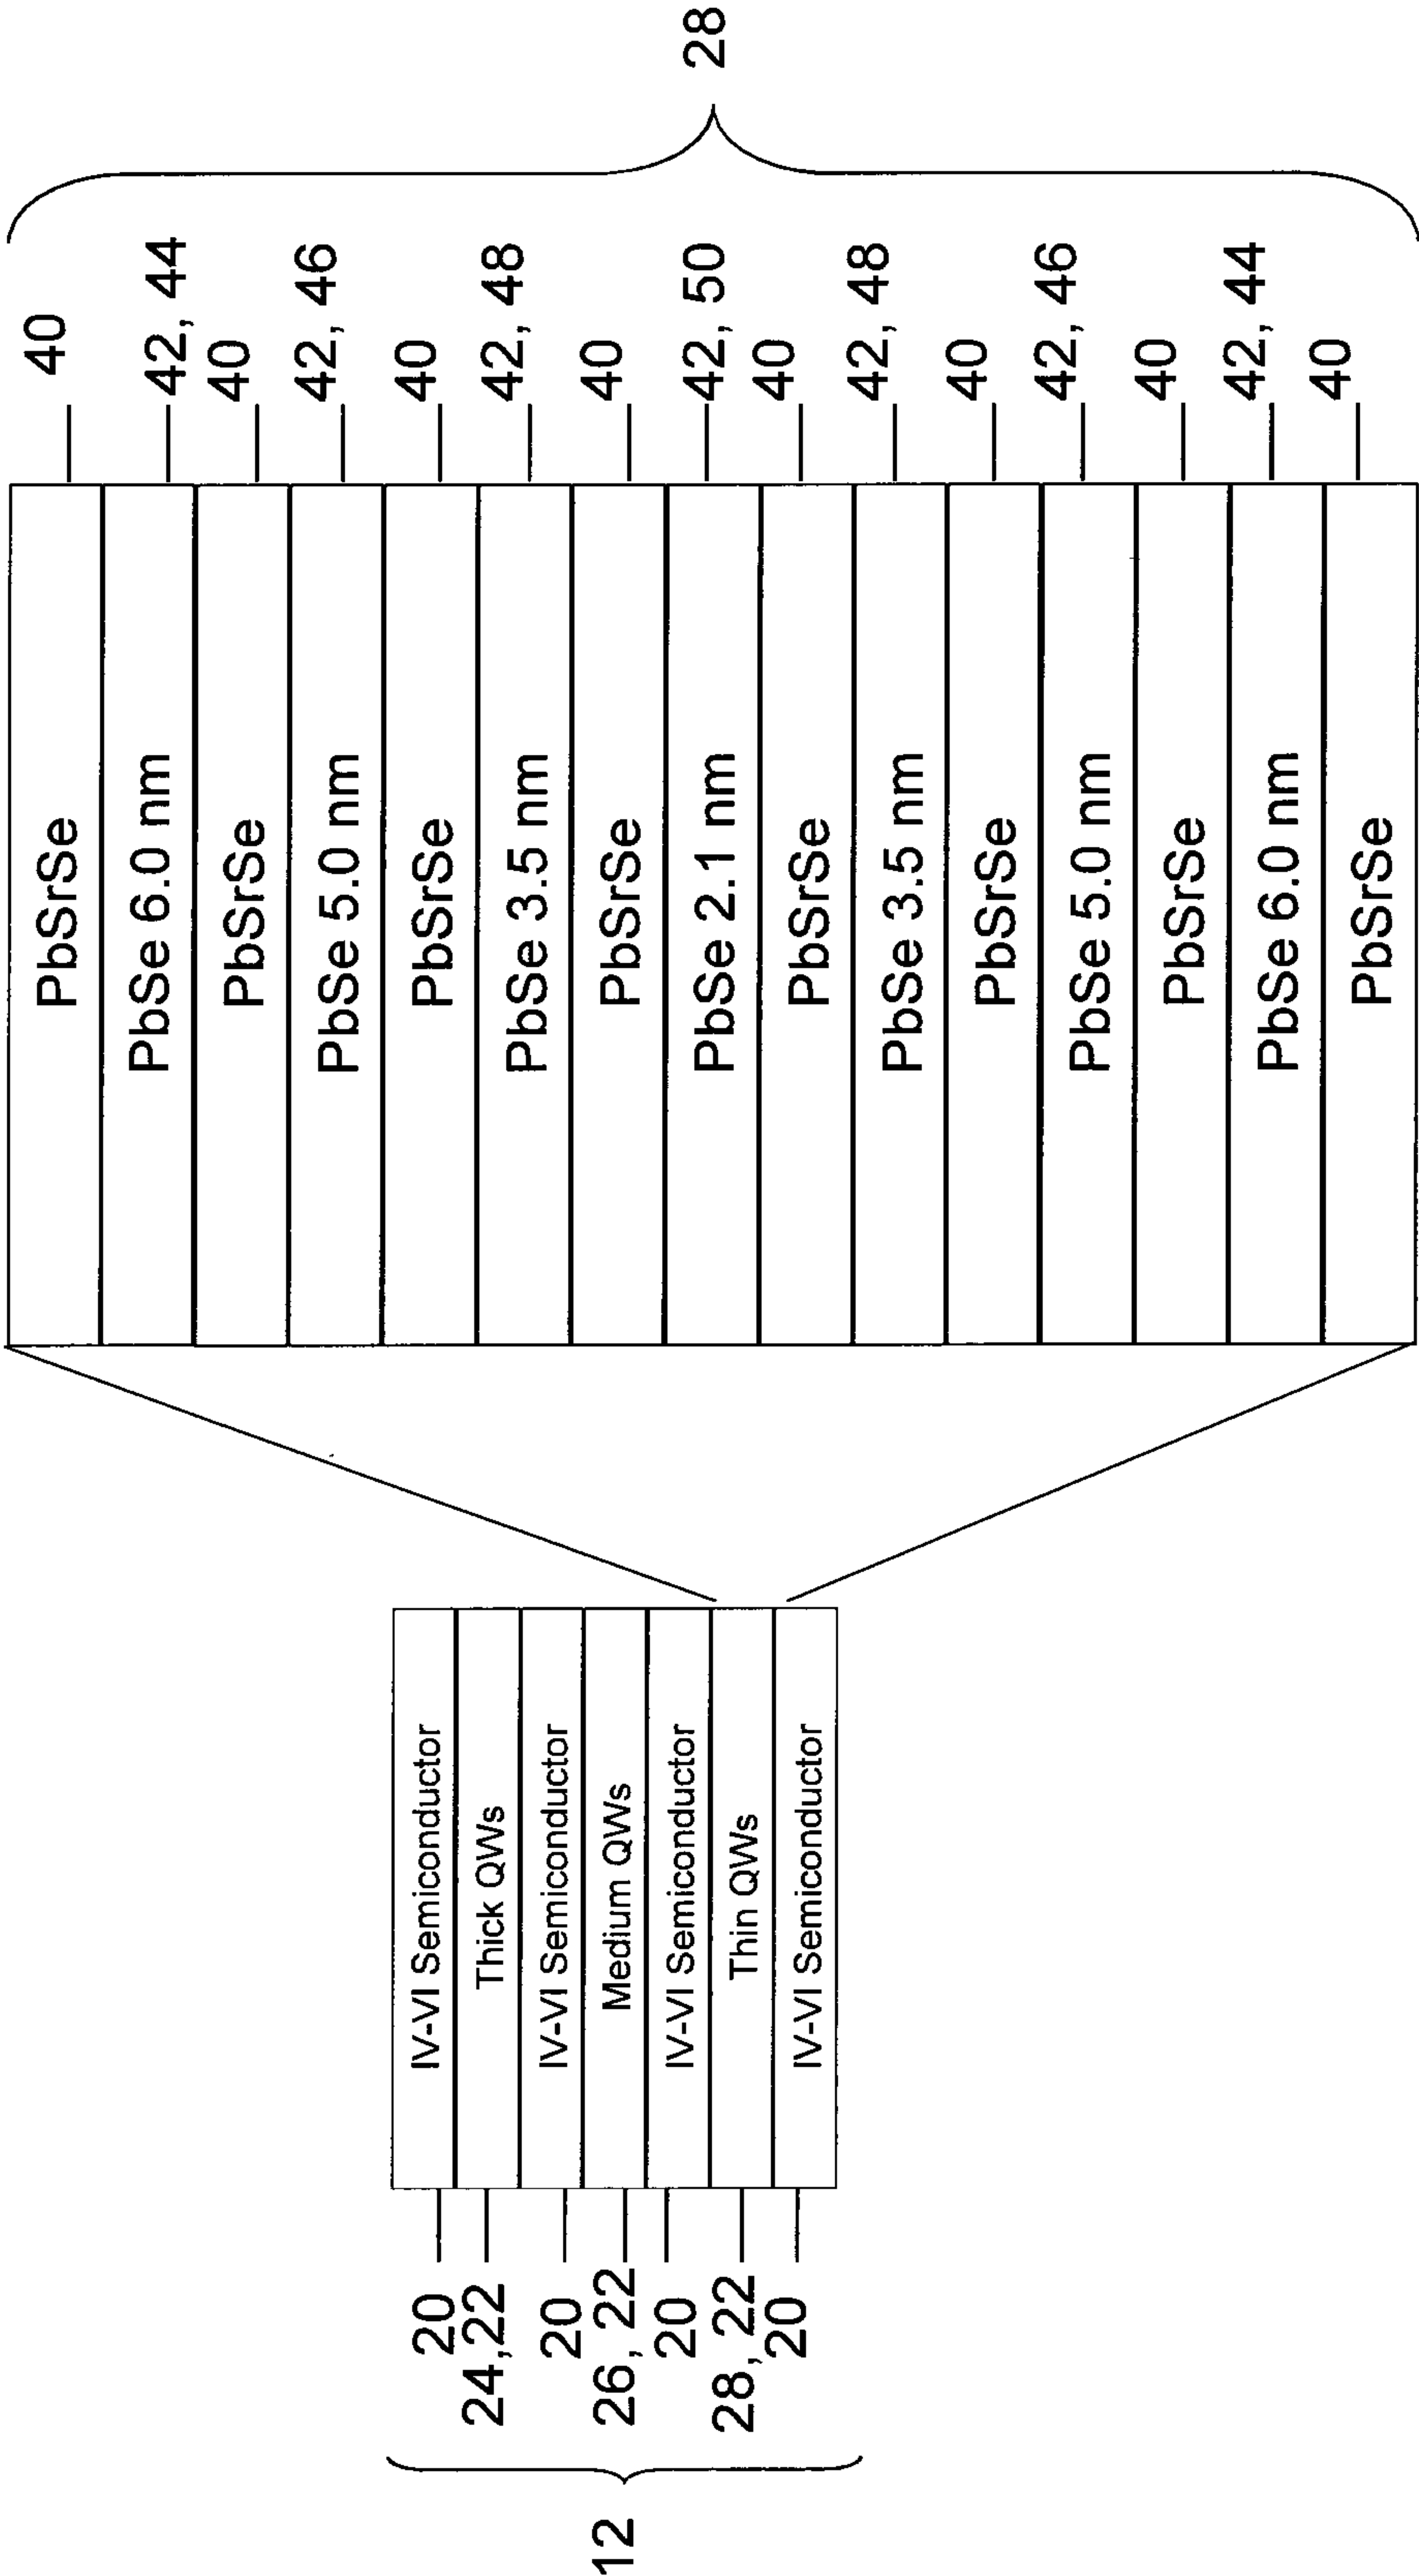 12
20
24,22
20
26, 22
20
28, 22
20
IV-VI Semiconductor
Thick QWs
IV-VI Semiconductor
Medium QWs
IV-VI Semiconductor
Thin QWs
IV-VI Semiconductor
PbSrSe
PbSe 6.0 nm
PbSrSe
PbSe 5.0 nm
PbSrSe
PbSe 3.5 nm
PbSrSe
PbSe 2.1 nm
PbSrSe
PbSe 3.5 nm
PbSrSe
PbSe 5.0 nm
PbSrSe
PbSe 6.0 nm
PbSrSe
40
42, 44
40
42, 46
40
42, 48
40
42, 50
40
42, 48
40
42, 46
40
42, 44
40
28